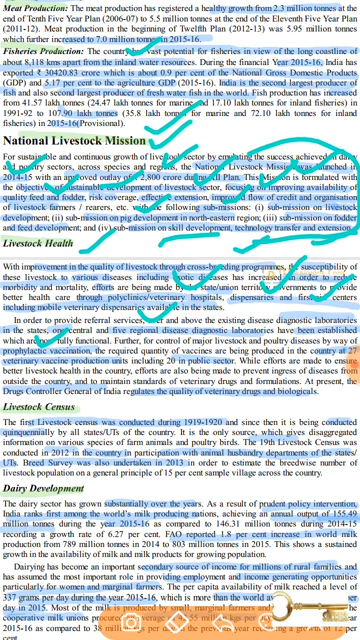 Meat Production: The meat production has registered a healthy growth from 2.3 million tonnes at the
end of Tenth Five Year Plan (2006-07) to 5.5 million tonnes at the end of the Eleventh Five Year Plan
(2011-12). Meat production at the beginning of Twelfth Plan (2012-13) was 5.95 million tonnes
which further increased to 7.0 million tonnes in 2015-16.
Fisheries Production: The country has vast potential for fisheries in view of the long coastline of
about 8,118 kms apart from the inland water resources. During the financial Year 2015-16, India has
exported ₹ 30420.83 crore which is about 0.9 per cent of the National Gross Domestic Products
(GDP) and 5.17 per cent to the agriculture GDP (2015-16). India is the second largest producer of
fish and also second largest producer of fresh water fish in the world. Fish production has increased
from 41.57 lakh tonnes (24.47 lakh tonnes for marine and 17.10 lakh tonnes for inland fisheries) in
1991-92 to 107.90 lakh tonnes (35.8 lakh tonnes for marine and 72.10 lakh tonnes for inland
fisheries) in 2015-16(Provisional).
National Livestock Mission
For sustainable and continuous growth of livestock sector by emulating the success achieved in dairy
and poultry sectors, across species and regions, the National Livestock Mission was launched in
2014-15 with an approved outlay of ₹ 2,800 crore during XII Plan. This Mission is formulated with
the objective of sustainable development of livestock sector, focusing on improving availability of
quality feed and fodder, risk coverage, effective extension, improved flow of credit and organisation
of livestock farmers / rearers, etc. with the following sub-missions: (i) sub-mission on livestock
development; (ii) sub-mission on pig development in north-eastern region; (iii) sub-mission on fodder
and feed development; and (iv) sub-mission on skill development, technology transfer and extension.
Livestock Health
With improvement in the quality of livestock through cross-breeding programmes, the susceptibility of
these livestock to various diseases including exotic diseases has increased. In order to reduce
morbidity and mortality, efforts are being made by the state/union territory governments to provide
better health care through polyclinics/veterinary hospitals, dispensaries and first-aid centers
including mobile veterinary dispensaries available in the states.
In order to provide referral services over and above the existing disease diagnostic laboratories
in the states, one central and five regional disease diagnostic laboratories have been established
which are now fully functional. Further, for control of major livestock and poultry diseases by way of
prophylactic vaccination, the required quantity of vaccines are being produced in the country at 27
veterinary vaccine production units including 20 in public sector. While efforts are made to ensure
better livestock health in the country, efforts are also being made to prevent ingress of diseases from
outside the country, and to maintain standards of veterinary drugs and formulations. At present, the
Drugs Controller General of India regulates the quality of veterinary drugs and biologicals.
Livestock Census
The first Livestock census was conducted during 1919-1920 and since then it is being conducted
quinquennially by all states/UTs of the country. It is the only source, which gives disaggregated
information on various species of farm animals and poultry birds. The 19th Livestock Census was
conducted in 2012 in the country in participation with animal husbandry departments of the states/
UTs. Breed Survey was also undertaken in 2013 in order to estimate the breedwise number of
livestock population on a general principle of 15 per cent sample village across the country.
Dairy Development
The dairy sector has grown substantially over the years. As a result of prudent policy intervention,
India ranks first among the world's milk producing nations, achieving an annual output of 155.49
million tonnes during the year 2015-16 as compared to 146.31 million tonnes during 2014-15
recording a growth rate of 6.27 per cent. FAO reported 1.8 per cent increase in world milk
production from 789 million tonnes in 2014 to 803 million tonnes in 2015. This shows a sustained
growth in the availability of milk and milk products for growing population.
Dairying has become an important secondary source of income for millions of rural families and
has assumed the most important role in providing employment and income generating opportunities
particularly for women and marginal farmers. The per capita availability of milk reached a level of
337 grams per day during the year 2015-16, which is more than the world
day in 2015. Most of the milk is produced by small, marginal farmers and
cooperative milk unions
2015-16 as compared to